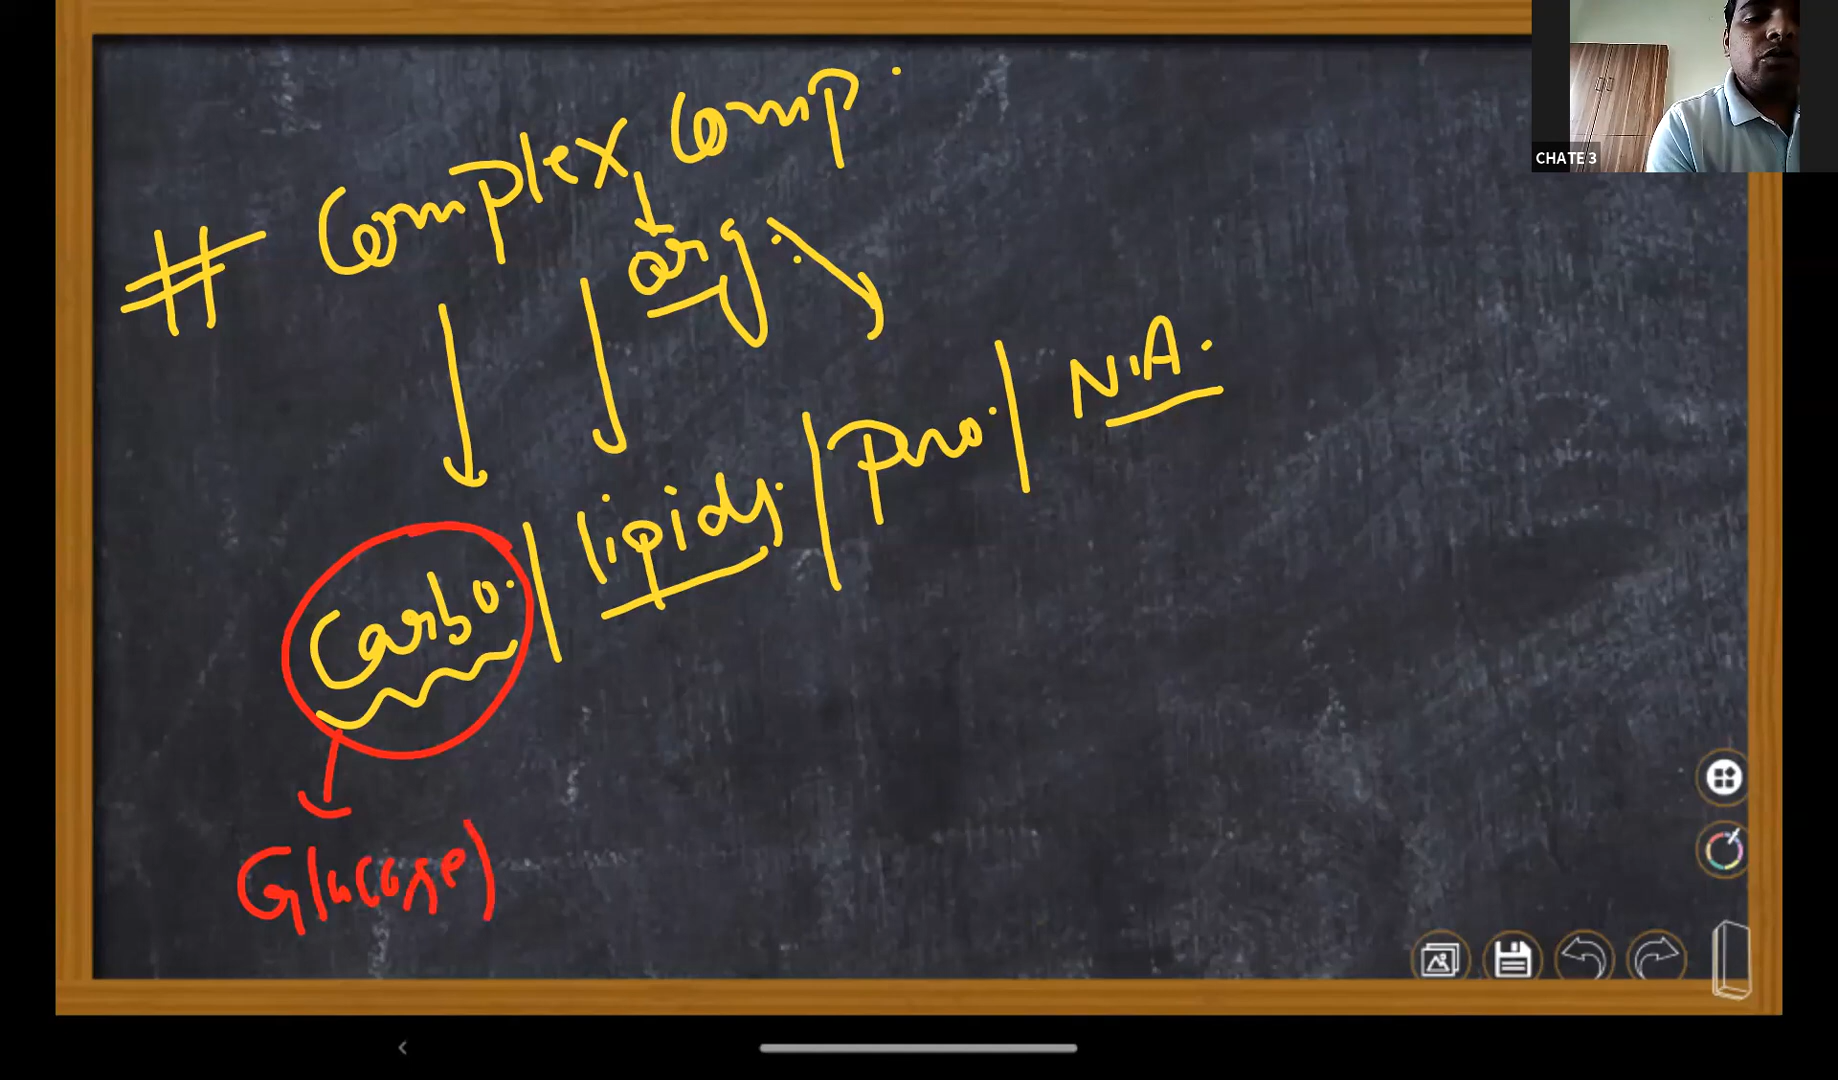 # Complex Comp.
org.
Carbo. | lipids. | Pro. | N.A.
Glucose)
CHATE 3